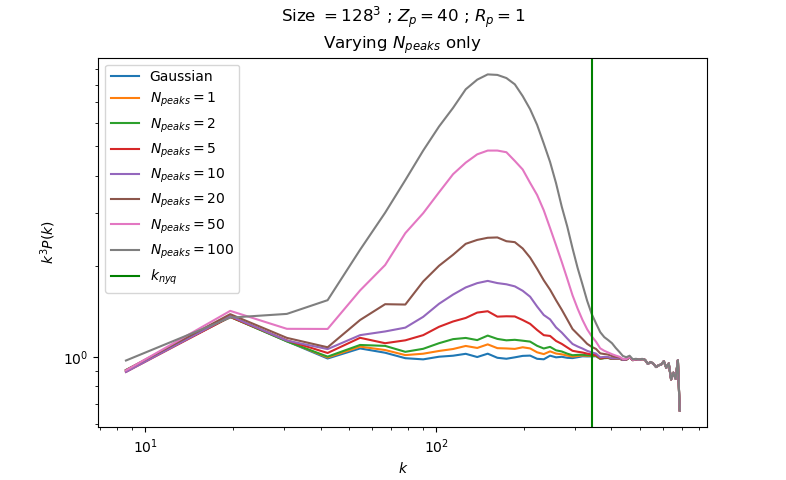 Size = 128³ ; Z_p = 40 ; R_p = 1
Varying N_peaks only
Gaussian
N_peaks = 1
N_peaks = 2
N_peaks = 5
N_peaks = 10
N_peaks = 20
N_peaks = 50
N_peaks = 100
k_nyq
k³P(k)
10⁰
10¹ 10²
k